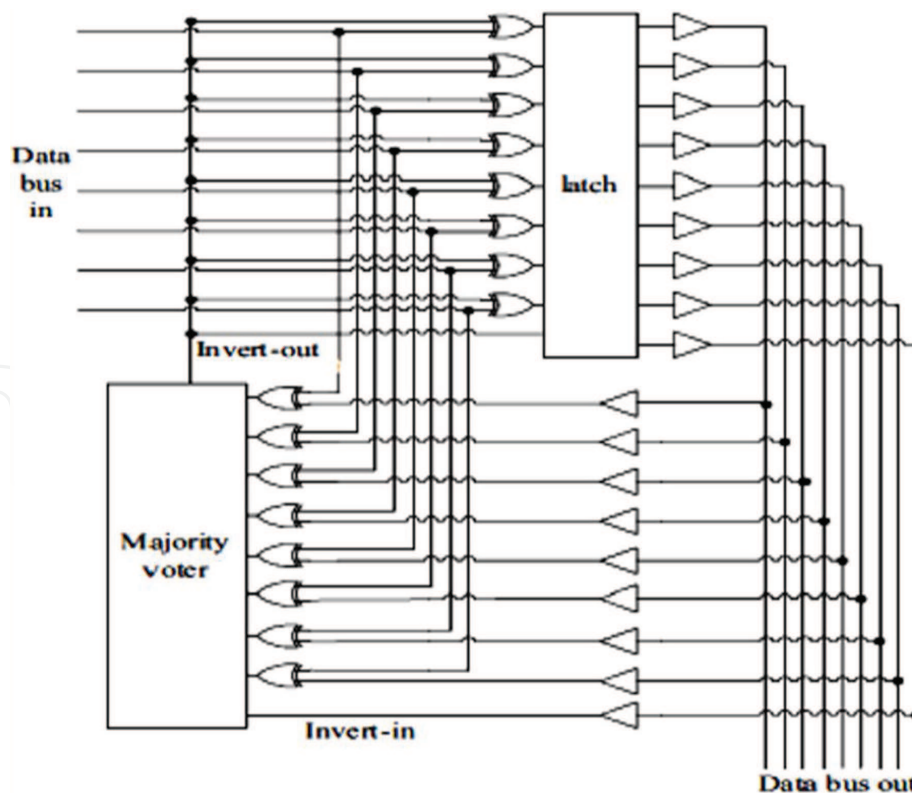 Data
bus
in
latch
Invert-out
Majority
voter
Invert-in
Data bus out